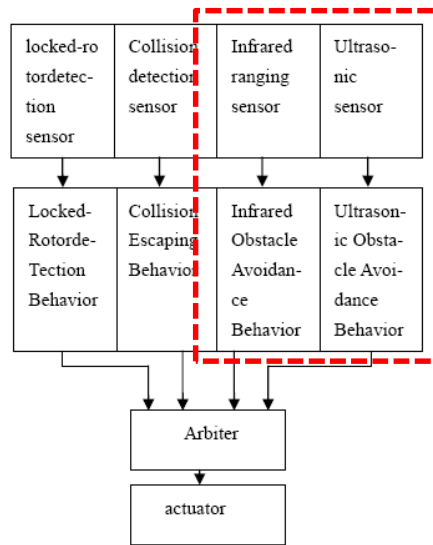 locked-ro
tordetec-
tion
sensor
Collision
detection
sensor
Infrared
ranging
sensor
Ultraso-
nic
sensor
Locked-
Rotorde-
Tection
Behavior
Collision
Escaping
Behavior
Infrared
Obstacle
Avoidan-
ce
Behavior
Ultrason-
ic Obsta-
cle Avoi-
dance
Behavior
Arbiter
actuator